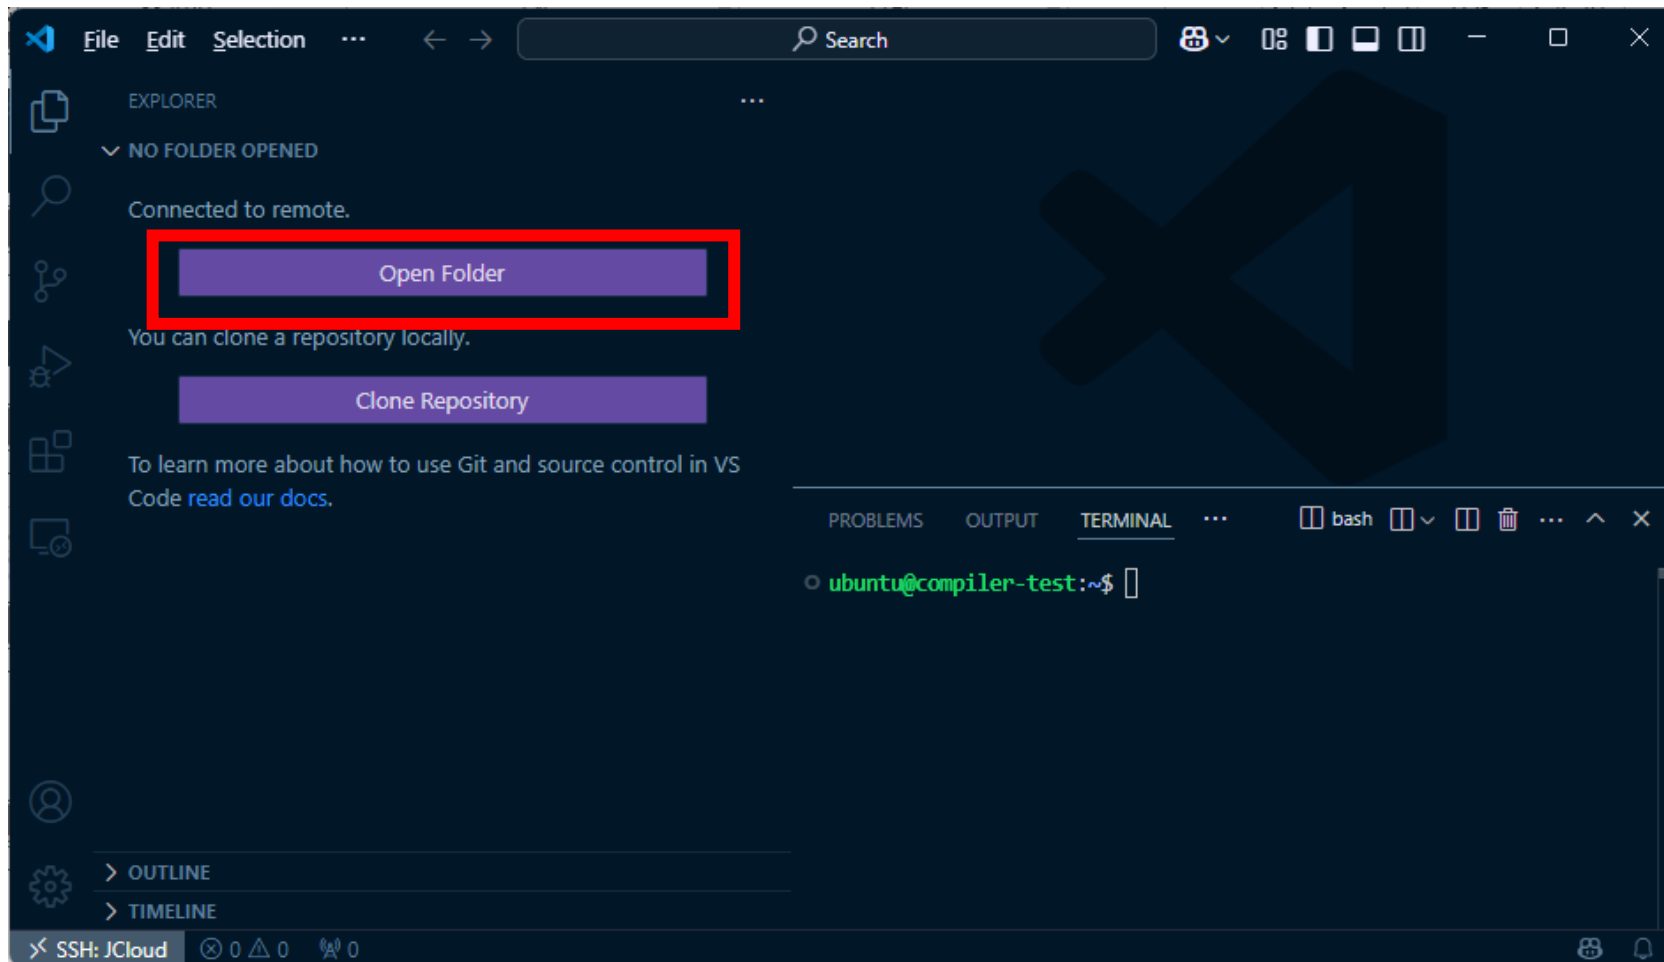 File Edit Selection ··· Search
EXPLORER ···
NO FOLDER OPENED
Connected to remote.
Open Folder
You can clone a repository locally.
Clone Repository
To learn more about how to use Git and source control in VS
Code read our docs.
PROBLEMS OUTPUT TERMINAL ··· bash ···
ubuntu@compiler-test:~$
OUTLINE
TIMELINE
SSH: JCloud 0 0 0